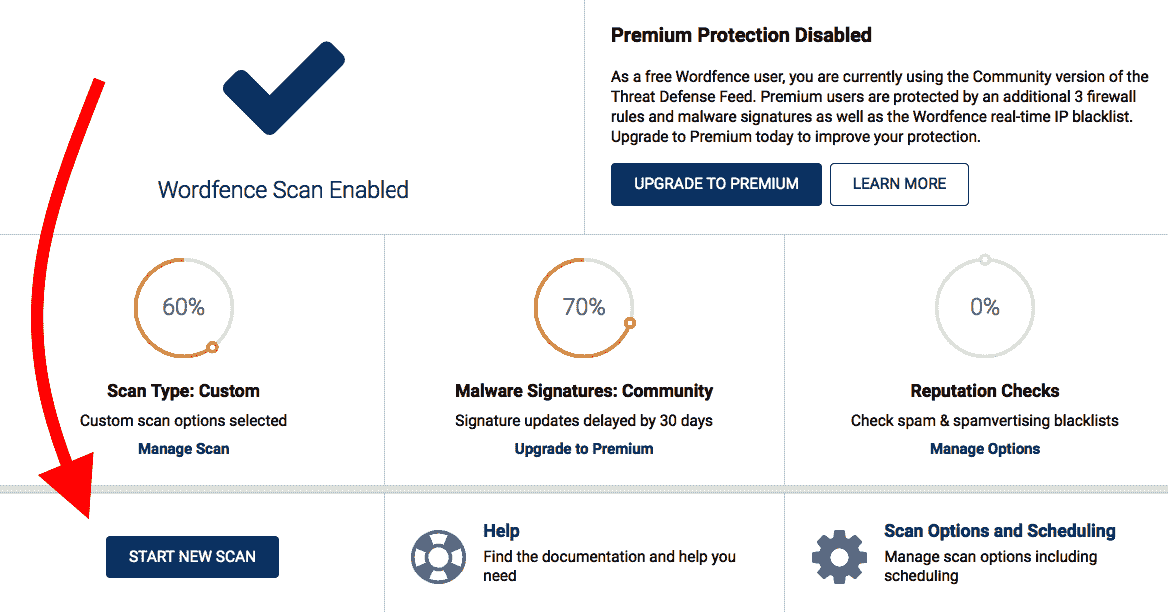 Premium Protection Disabled
As a free Wordfence user, you are currently using the Community version of the
Threat Defense Feed. Premium users are protected by an additional 3 firewall
rules and malware signatures as well as the Wordfence real-time IP blacklist.
Upgrade to Premium today to improve your protection.
Wordfence Scan Enabled
UPGRADE TO PREMIUM
LEARN MORE
60%
Scan Type: Custom
Custom scan options selected
Manage Scan
70%
Malware Signatures: Community
Signature updates delayed by 30 days
Upgrade to Premium
0%
Reputation Checks
Check spam & spamvertising blacklists
Manage Options
START NEW SCAN
Help
Find the documentation and help you
need
Scan Options and Scheduling
Manage scan options including
scheduling